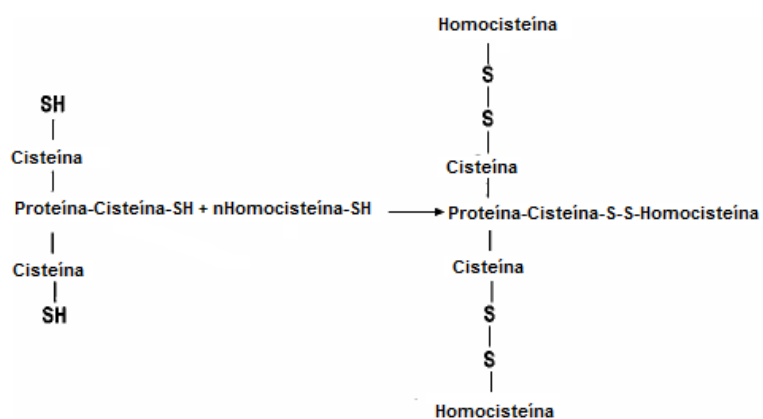 Homocisteína
S
S
SH
Cisteína
Cisteína
Proteína-Cisteína-SH + nHomocisteína-SH
Proteína-Cisteína-S-S-Homocisteína
Cisteína
Cisteína
SH
S
S
Homocisteína